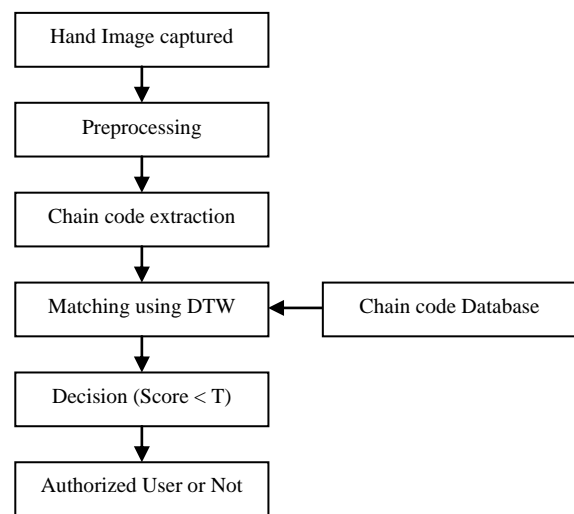 Hand Image captured
Preprocessing
Chain code extraction
Matching using DTW
Chain code Database
Decision (Score < T)
Authorized User or Not